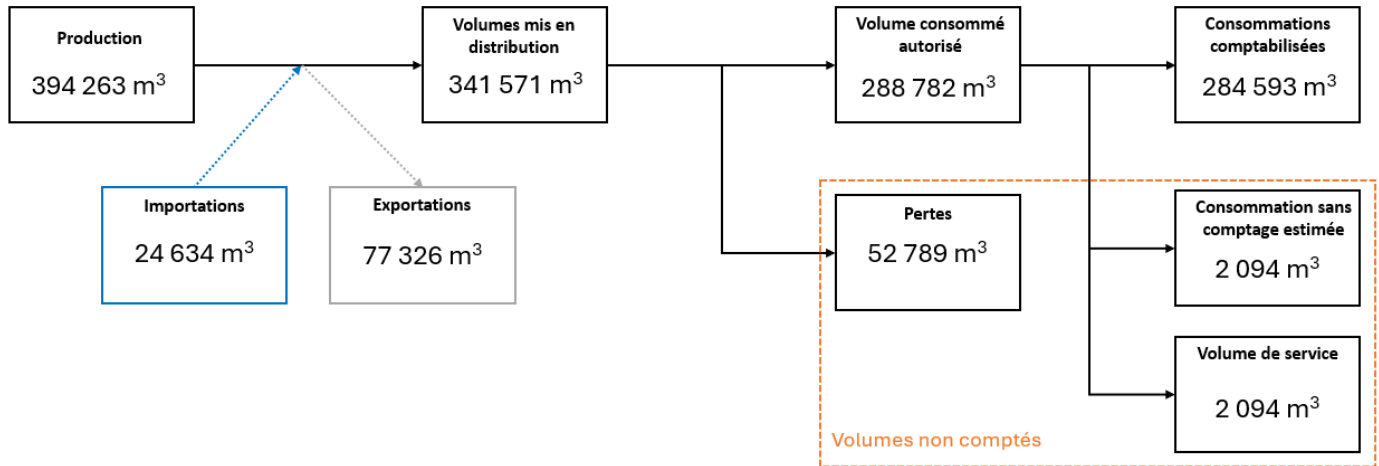 Production
394 263 m³
Volumes mis en
distribution
341 571 m³
Volume consommé
autorisé
288 782 m³
Consommations
comptabilisées
284 593 m³
Importations
24 634 m³
Exportations
77 326 m³
Pertes
52 789 m³
Consommation sans
comptage estimée
2 094 m³
Volume de service
2 094 m³
Volumes non comptés